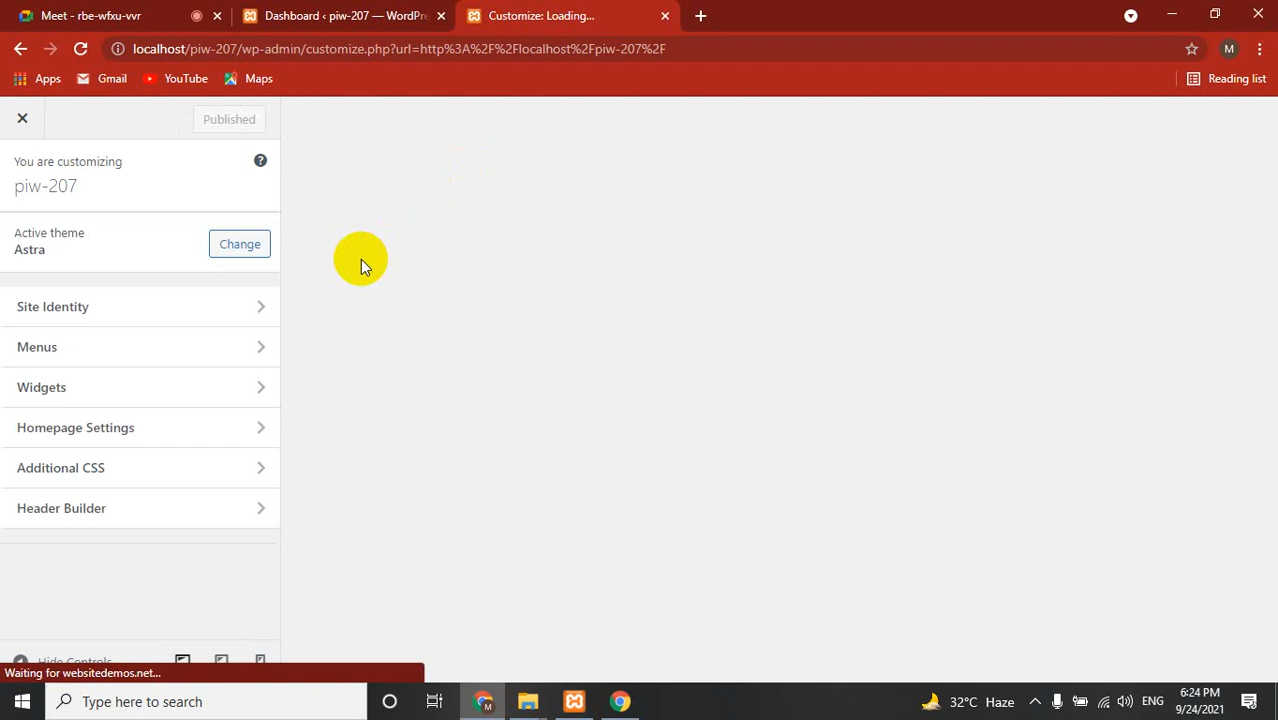 Meet - rbe-wfxu-vvr
Dashboard ‹ piw-207 — WordPre
Customize: Loading...
localhost/piw-207/wp-admin/customize.php?url=http%3A%2F%2Flocalhost%2Fpiw-207%2F
M
Apps
Gmail
YouTube
Maps
Reading list
Published
You are customizing
piw-207
Active theme
Astra
Change
Site Identity
Menus
Widgets
Homepage Settings
Additional CSS
Header Builder
Hide Controls
Waiting for websitedemos.net...
Type here to search
M
32°C Haze
ENG
6:24 PM
9/24/2021